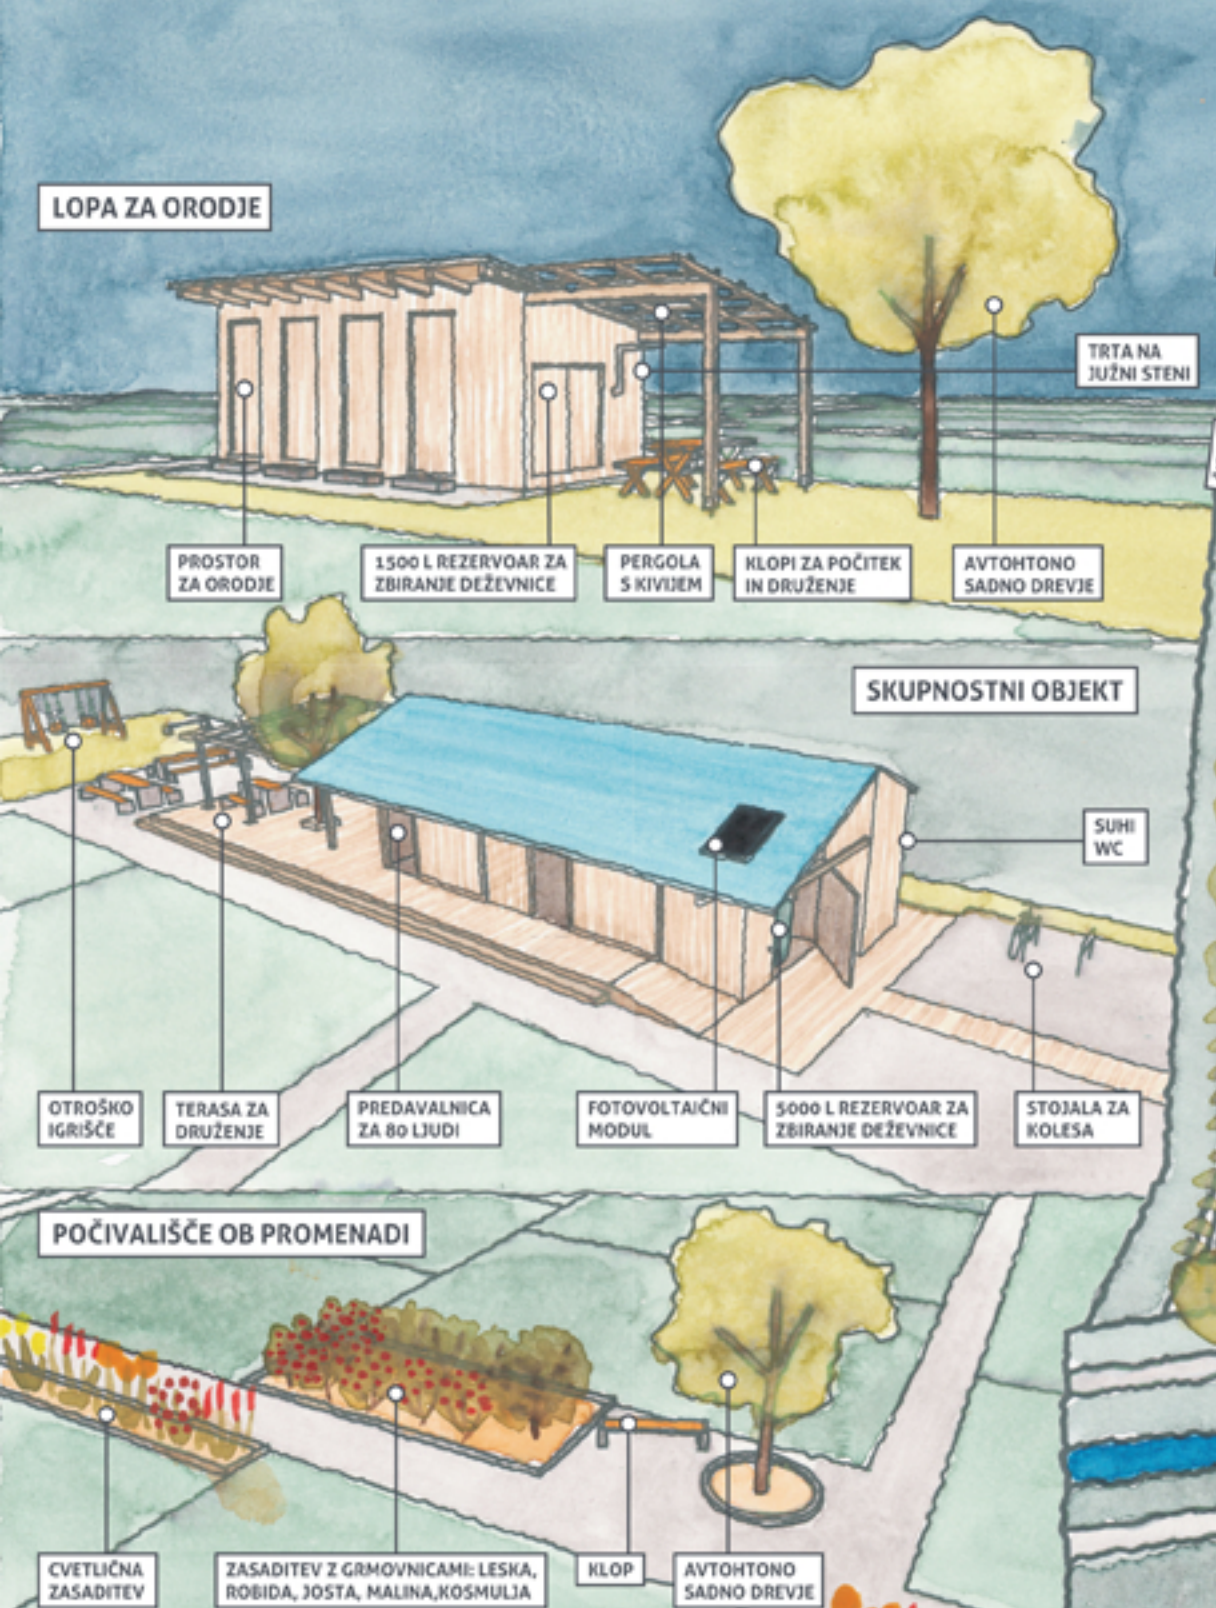 LOPA ZA ORODJE
TRTA NA
JUŽNI STENI
PROSTOR
ZA ORODJE
1500 L REZERVOAR ZA
ZBIRANJE DEŽEVNICE
PERGOLA
S KIVIJEM
KLOPI ZA POČITEK
IN DRUŽENJE
AVTOHTONO
SADNO DREVJE
SKUPNOSTNI OBJEKT
SUHI
WC
OTROŠKO
IGRIŠČE
TERASA ZA
DRUŽENJE
PREDAVALNICA
ZA 80 LJUDI
FOTOVOLTAIČNI
MODUL
5000 L REZERVOAR ZA
ZBIRANJE DEŽEVNICE
STOJALA ZA
KOLESA
POČIVALIŠČE OB PROMENADI
CVETLIČNA
ZASADITEV
ZASADITEV Z GRMOVNICAMI: LESKA,
ROBIDA, JOSTA, MALINA,KOSMULJA
KLOP
AVTOHTONO
SADNO DREVJE